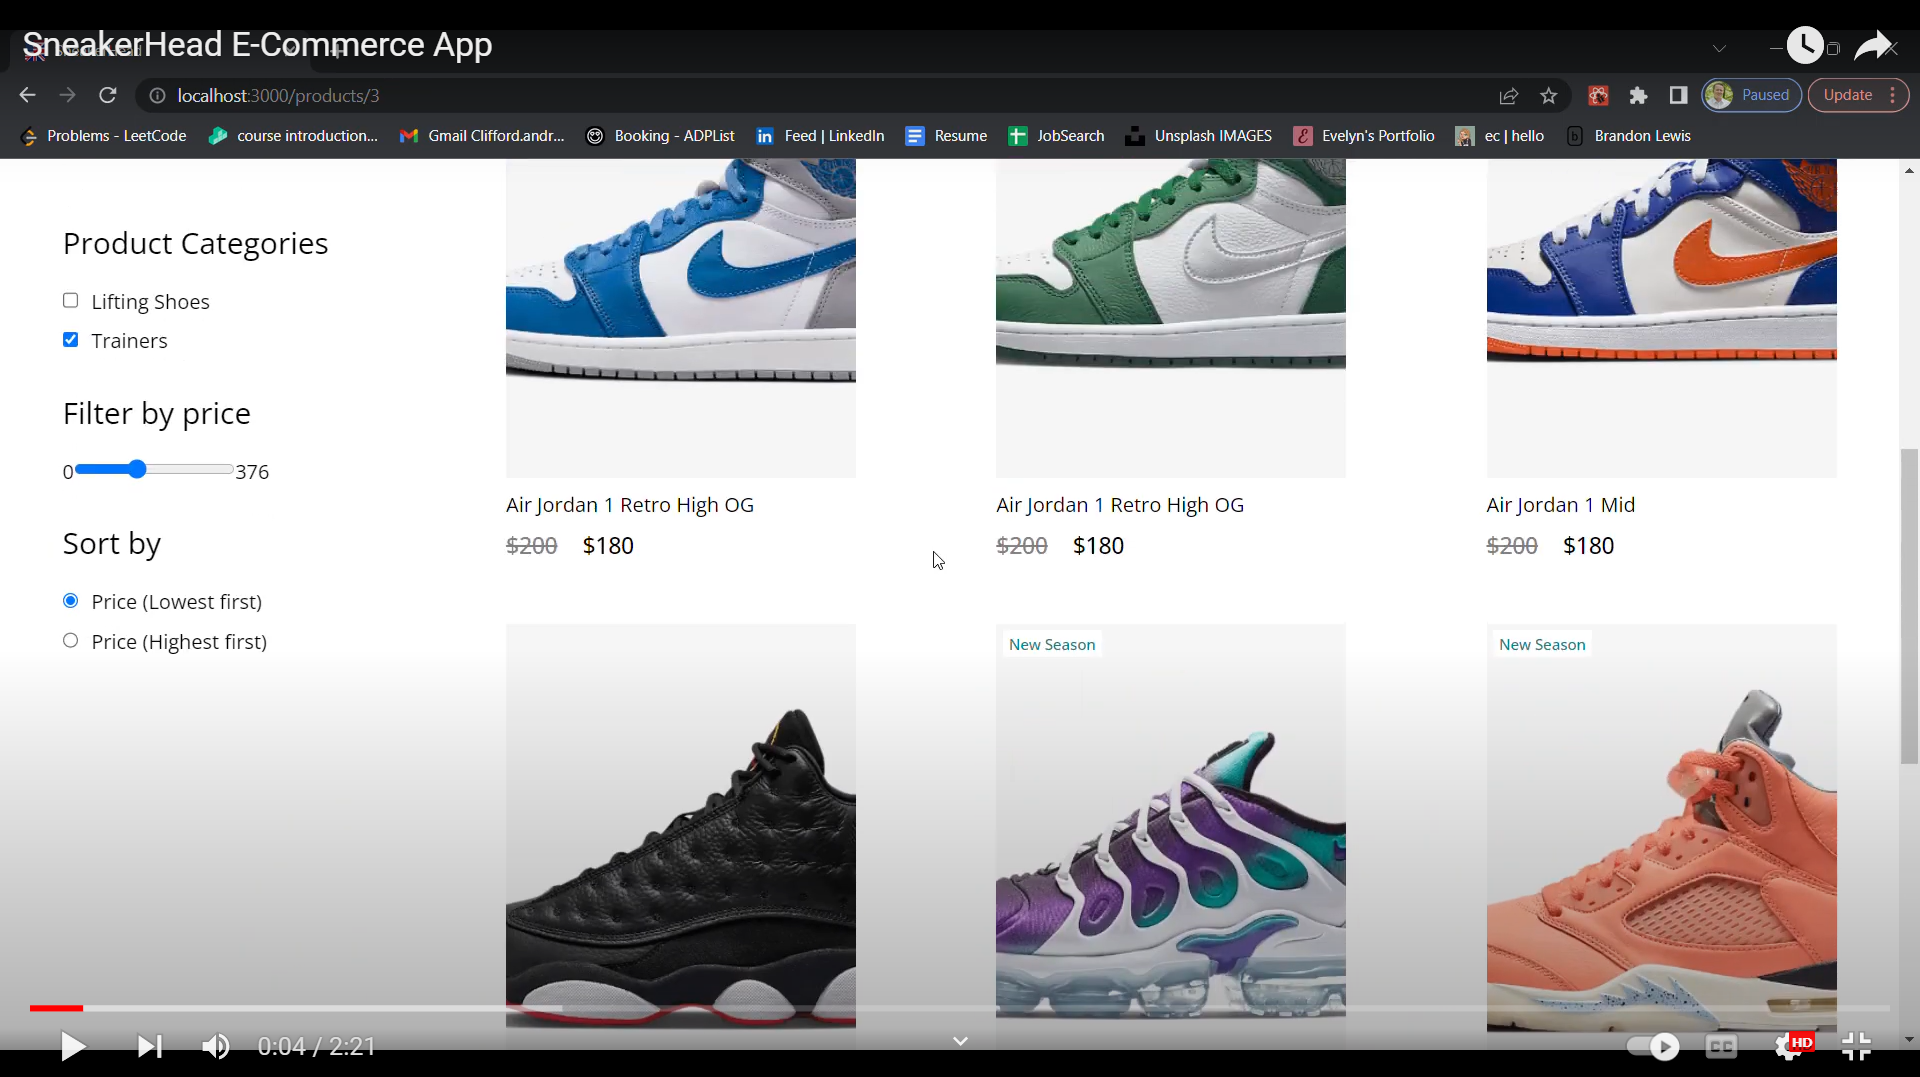 SneakerHead E-Commerce App
localhost:3000/products/3
Paused
Update
Problems - LeetCode
course introduction...
Gmail Clifford.andr...
Booking - ADPList
Feed | LinkedIn
Resume
JobSearch
Unsplash IMAGES
Evelyn's Portfolio
ec | hello
Brandon Lewis
Product Categories
Lifting Shoes
Trainers
Filter by price
0 376
Sort by
Price (Lowest first)
Price (Highest first)
Air Jordan 1 Retro High OG
$200 $180
Air Jordan 1 Retro High OG
$200 $180
Air Jordan 1 Mid
$200 $180
New Season
New Season
0:04 / 2:21
CC
HD